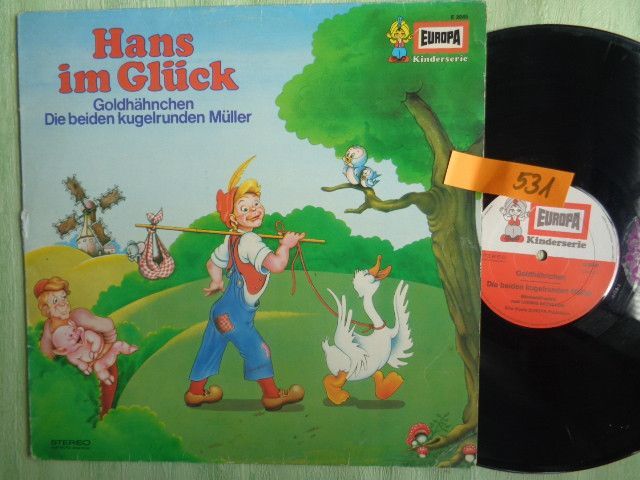 Hans
im Glück
Goldhähnchen
Die beiden kugelrunden Müller
EUROPA
Kinderserie
STEREO
531
EUROPA
Kinderserie
STEREO
Goldhähnchen
Die beiden kugelrunden Müller